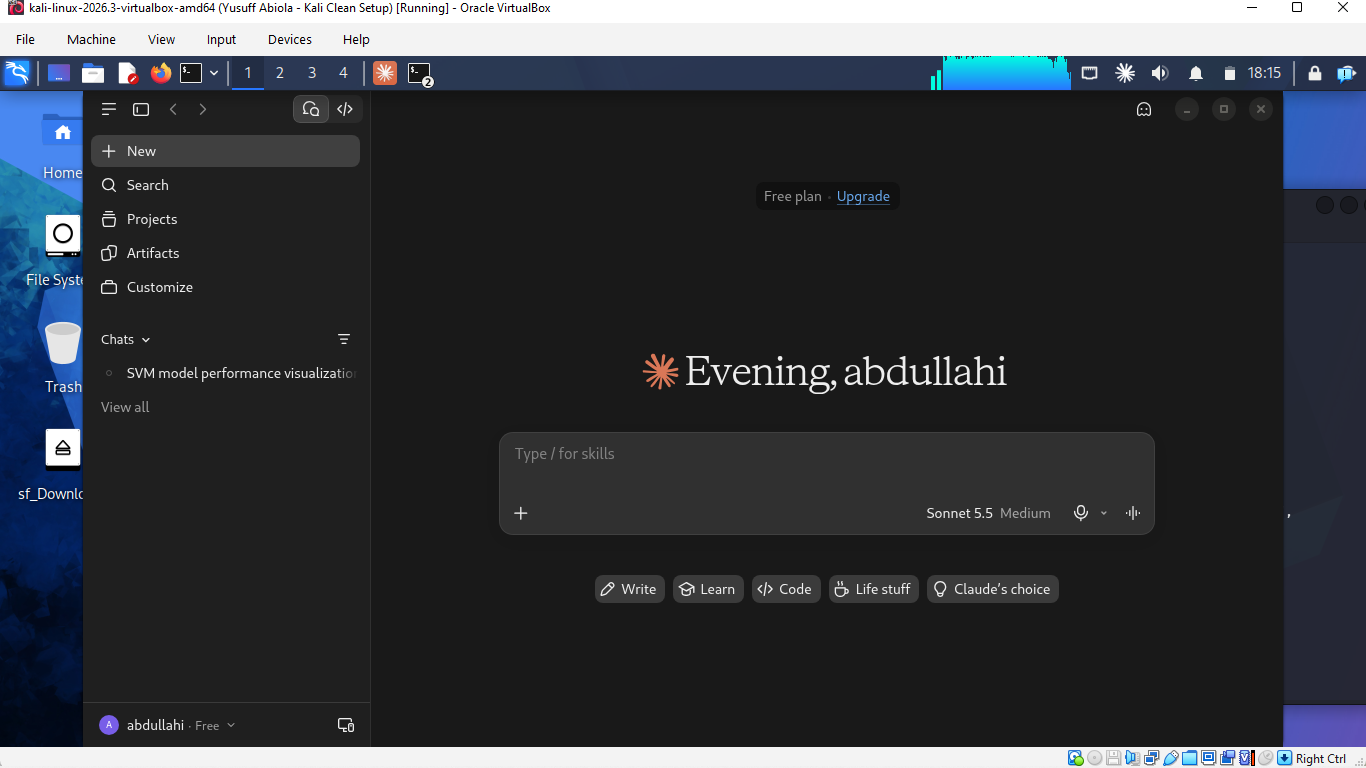 kali-linux-2026.3-virtualbox-amd64 (Yusuff Abiola - Kali Clean Setup) [Running] - Oracle VirtualBox
File Machine View Input Devices Help
1 2 3 4 2 18:15
Home
File Syste
Trash
sf_Downlo
New
Search
Projects
Artifacts
Customize
Chats
SVM model performance visualizatio
View all
A abdullahi · Free
Free plan · Upgrade
Evening, abdullahi
Type / for skills
Sonnet 5.5 Medium
Write Learn Code Life stuff Claude's choice
Right Ctrl